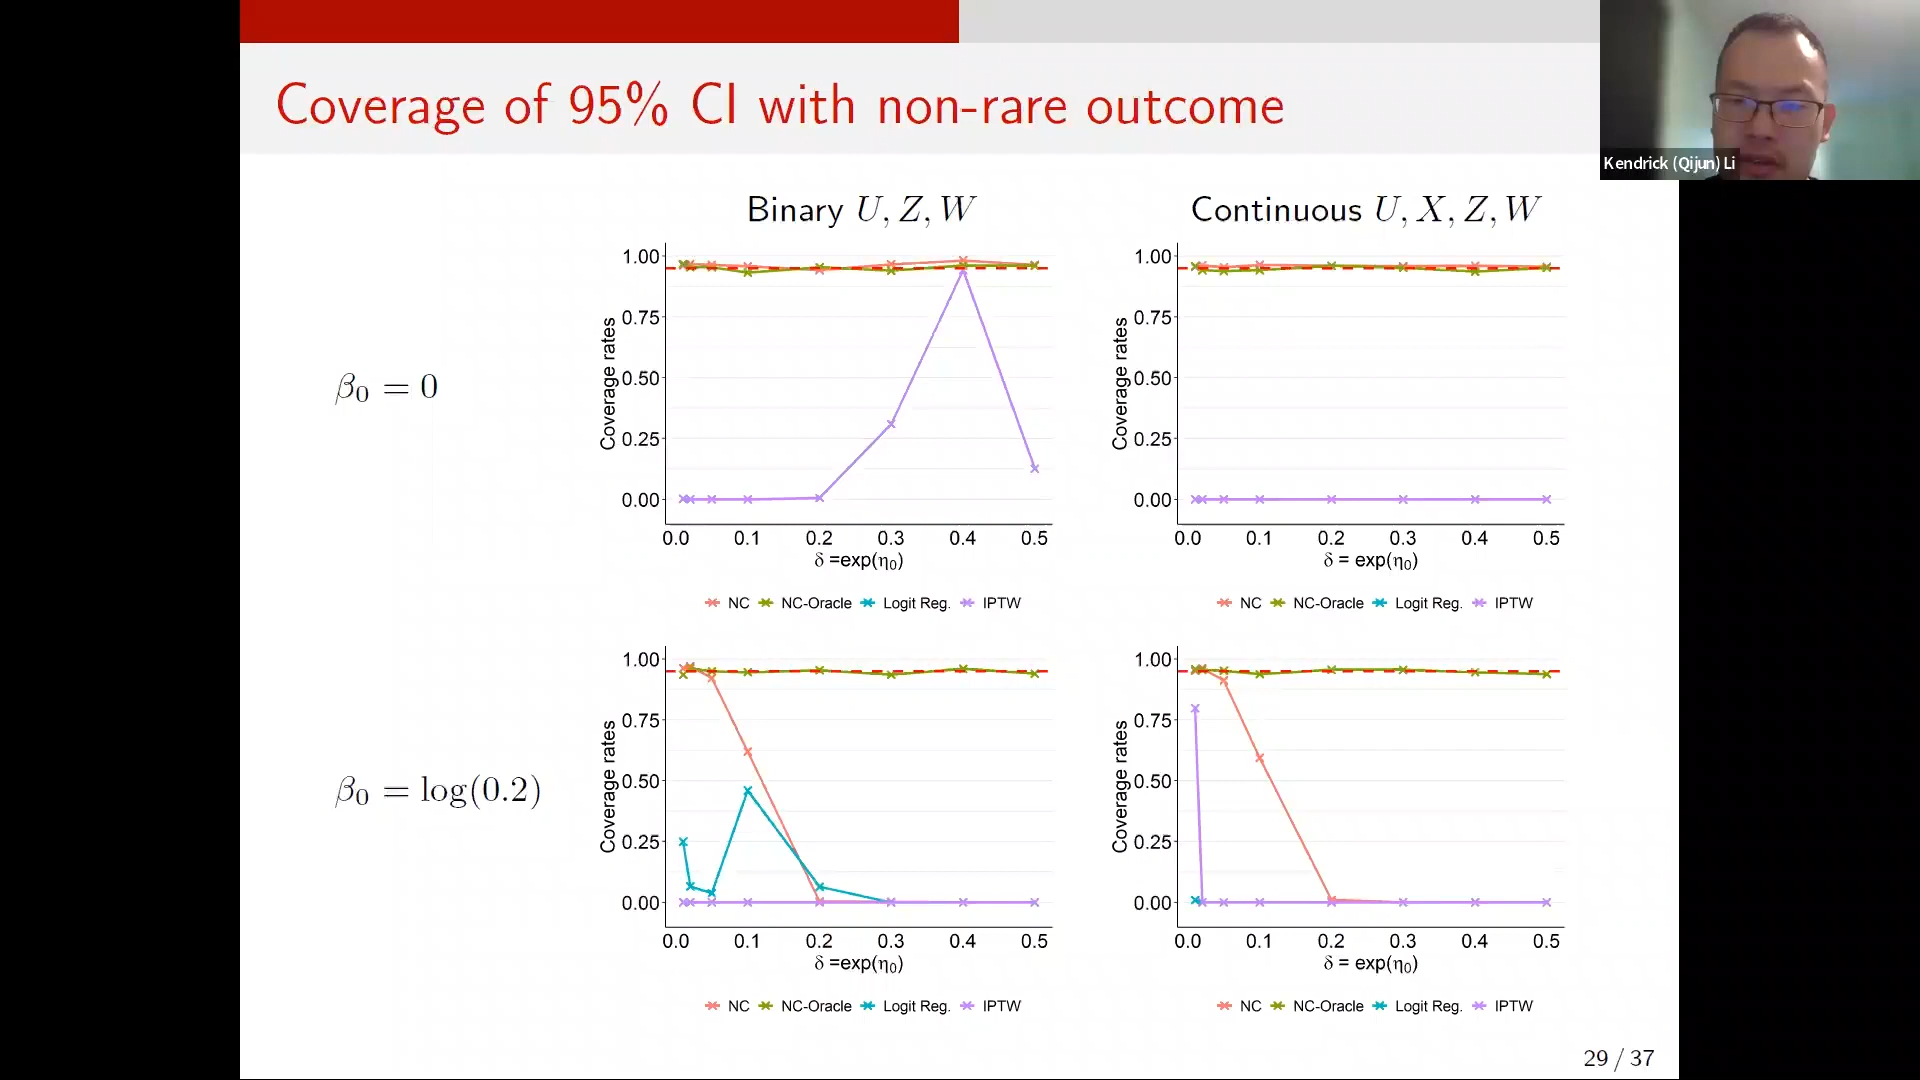 Coverage of 95% CI with non-rare outcome
Kendrick (Qijun) Li
Binary U, Z, W
Continuous U, X, Z, W
β₀ = 0
Coverage rates
1.00
0.75
0.50
0.25
0.00
0.0 0.1 0.2 0.3 0.4 0.5
δ =exp(η₀)
NC NC-Oracle Logit Reg. IPTW
Coverage rates
1.00
0.75
0.50
0.25
0.00
0.0 0.1 0.2 0.3 0.4 0.5
δ = exp(η₀)
NC NC-Oracle Logit Reg. IPTW
β₀ = log(0.2)
Coverage rates
1.00
0.75
0.50
0.25
0.00
0.0 0.1 0.2 0.3 0.4 0.5
δ =exp(η₀)
NC NC-Oracle Logit Reg. IPTW
Coverage rates
1.00
0.75
0.50
0.25
0.00
0.0 0.1 0.2 0.3 0.4 0.5
δ = exp(η₀)
NC NC-Oracle Logit Reg. IPTW
29 / 37